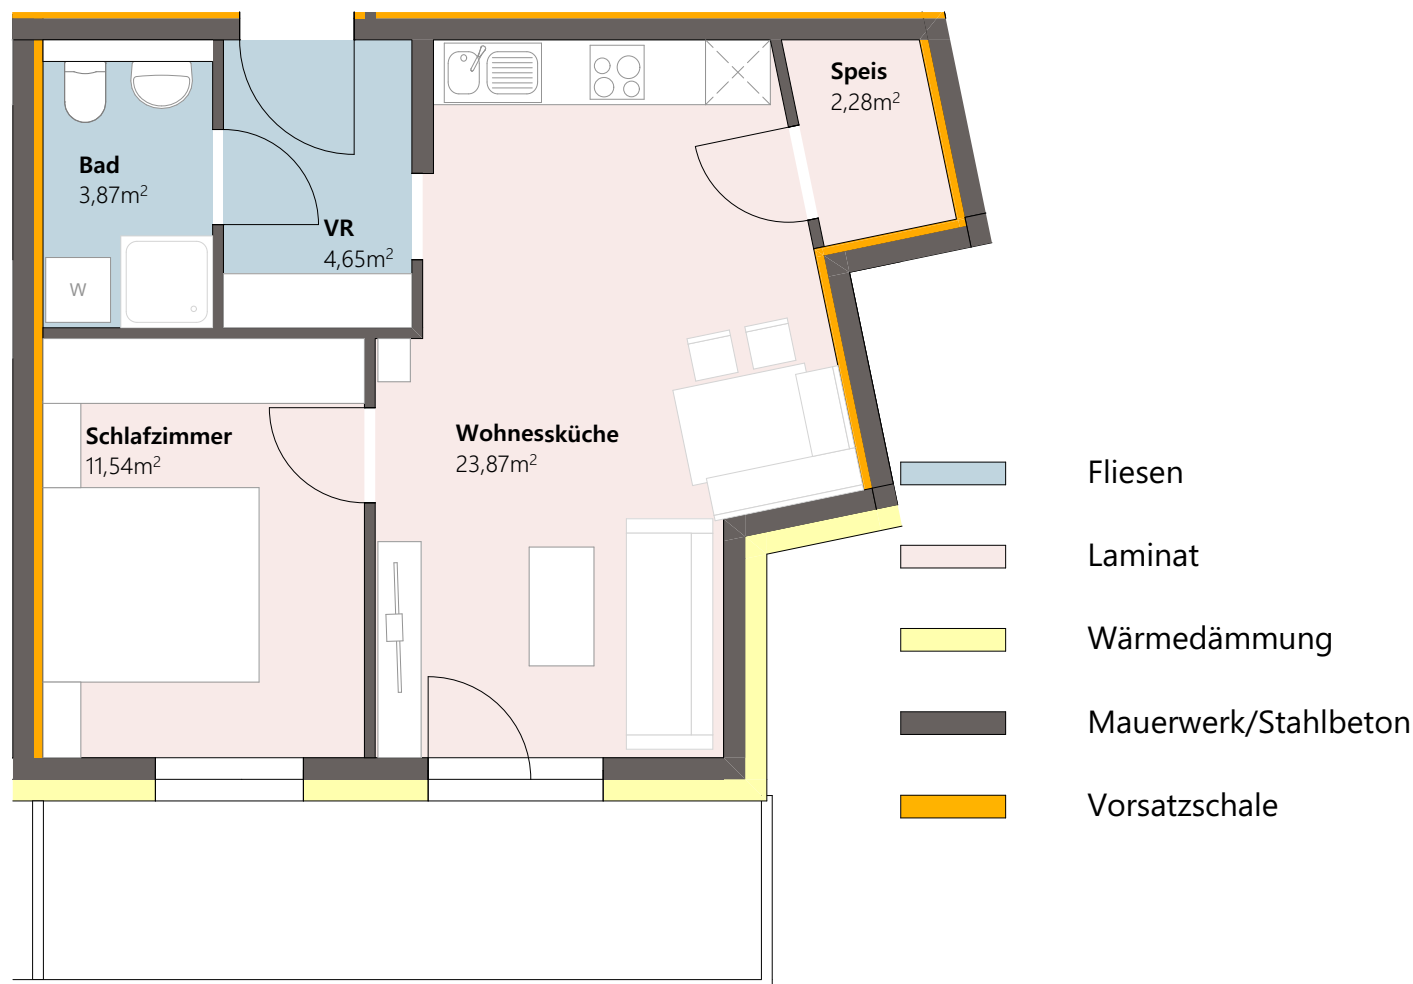 Speis
2,28m²
Bad
3,87m²
VR
4,65m²
W
Schlafzimmer
11,54m²
Wohnessküche
23,87m²
Fliesen
Laminat
Wärmedämmung
Mauerwerk/Stahlbeton
Vorsatzschale